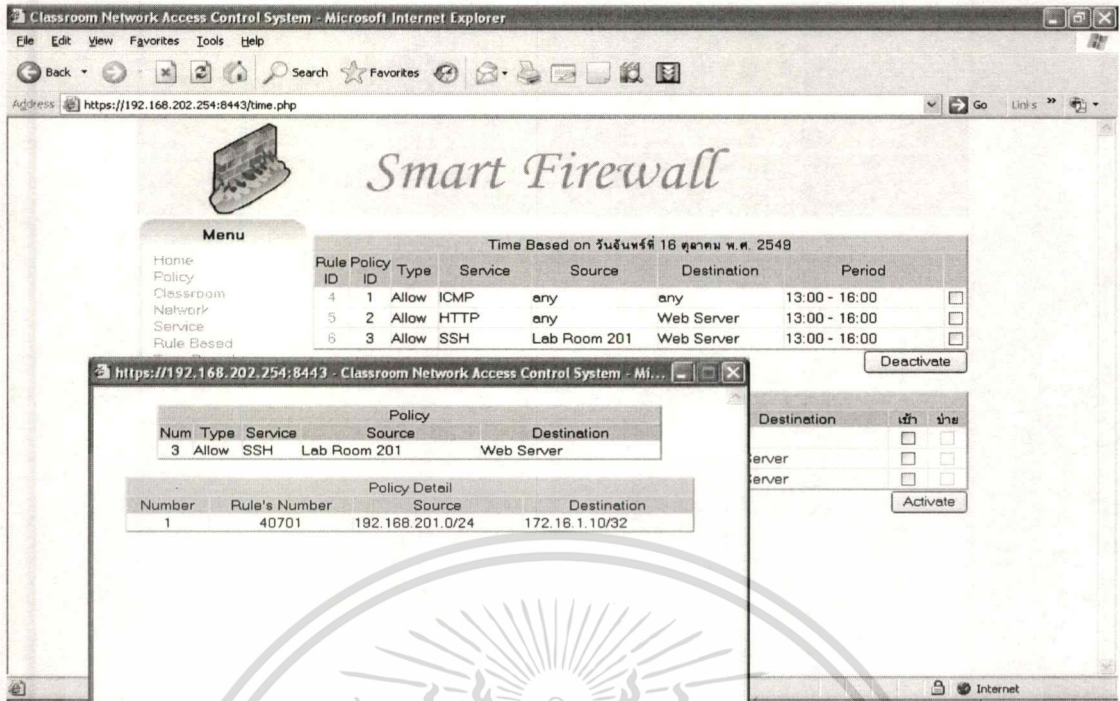 Classroom Network Access Control System - Microsoft Internet Explorer
File Edit View Favorites Tools Help
Back Search Favorites
Address https://192.168.202.254:8443/time.php Go Links »
Smart Firewall
Menu
Home
Policy
Classroom
Network
Service
Rule Based
Time Based on วันจันทร์ที่ 16 ตุลาคม พ.ศ. 2549
Rule ID Policy ID Type Service Source Destination Period
4 1 Allow ICMP any any 13:00 - 16:00
5 2 Allow HTTP any Web Server 13:00 - 16:00
6 3 Allow SSH Lab Room 201 Web Server 13:00 - 16:00
Deactivate
Destination เช้า บ่าย
Server
Server
Activate
https://192.168.202.254:8443 - Classroom Network Access Control System - Mi...
Policy
Num Type Service Source Destination
3 Allow SSH Lab Room 201 Web Server
Policy Detail
Number Rule's Number Source Destination
1 40701 192.168.201.0/24 172.16.1.10/32
Internet